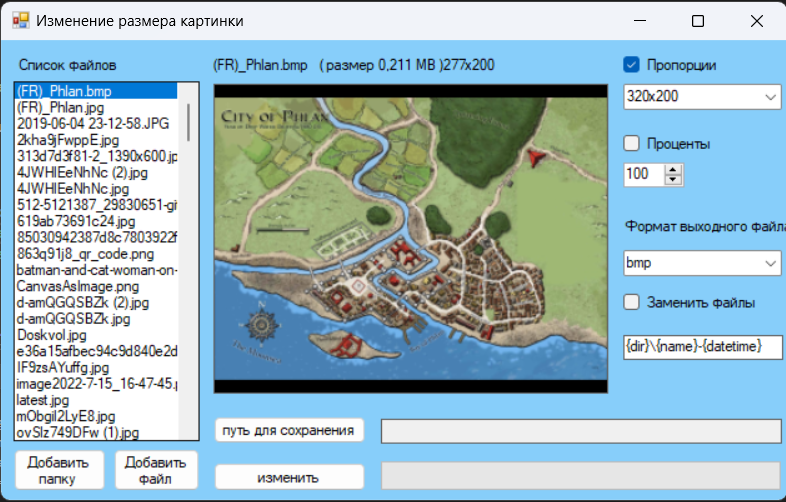 Изменение размера картинки
Список файлов
(FR)_Phlan.bmp ( размер 0,211 MB )277x200
Пропорции
(FR)_Phlan.bmp
(FR)_Phlan.jpg
2019-06-04 23-12-58.JPG
2kha9jFwppE.jpg
313d7d3f81-2_1390x600.jp
4JWHIEeNhNc (2).jpg
4JWHIEeNhNc.jpg
512-5121387_29830651-gi
619ab73691c24.jpg
85030942387d8c7803922f
863q91j8_qr_code.png
batman-and-cat-woman-on-
CanvasAsImage.png
d-amQGQSBZk (2).jpg
d-amQGQSBZk.jpg
Doskvol.jpg
e36a15afbec94c9d840e2d
IF9zsAYuffg.jpg
image2022-7-15_16-47-45.p
latest.jpg
mObgil2LyE8.jpg
ovSlz749DFw (1).jpg
CITY OF PHLAN
320x200
Проценты
100
Формат выходного файла
bmp
Заменить файлы
{dir}\{name}-{datetime}
путь для сохранения
Добавить папку
Добавить файл
изменить